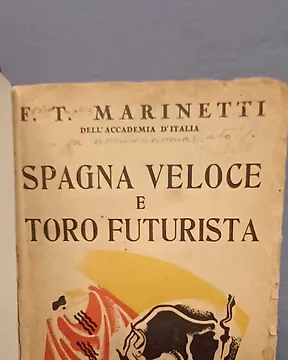 F. T. MARINETTI
DELL'ACCADEMIA D'ITALIA
SPAGNA VELOCE
E
TORO FUTURISTA